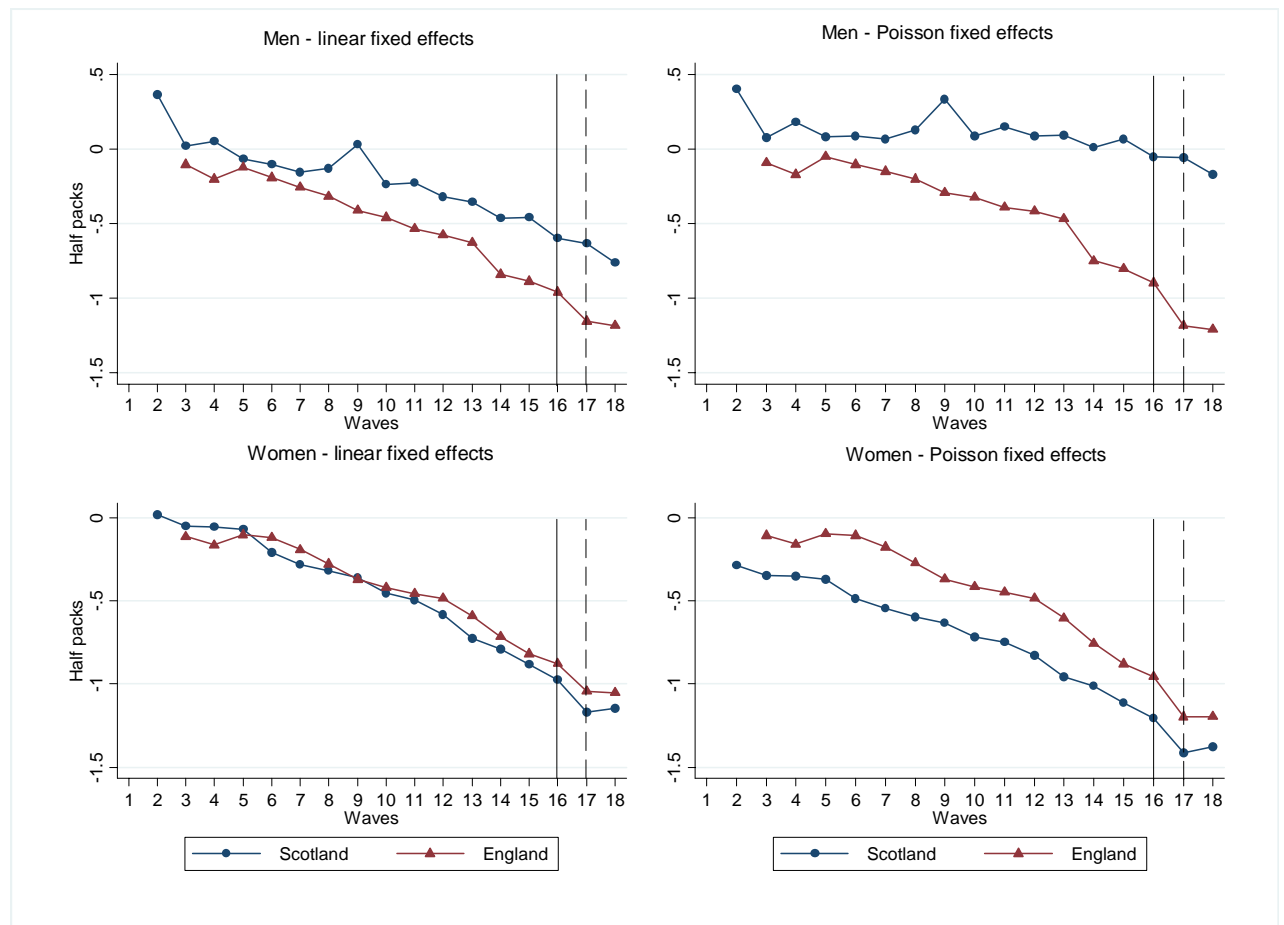 Men - linear fixed effects
Half packs
.5
0
-.5
-1
-1.5
1 2 3 4 5 6 7 8 9 10 11 12 13 14 15 16 17 18
Waves
Men - Poisson fixed effects
.5
0
-.5
-1
-1.5
1 2 3 4 5 6 7 8 9 10 11 12 13 14 15 16 17 18
Waves
Women - linear fixed effects
Half packs
0
-.5
-1
-1.5
1 2 3 4 5 6 7 8 9 10 11 12 13 14 15 16 17 18
Waves
Scotland England
Women - Poisson fixed effects
0
-.5
-1
-1.5
1 2 3 4 5 6 7 8 9 10 11 12 13 14 15 16 17 18
Waves
Scotland England